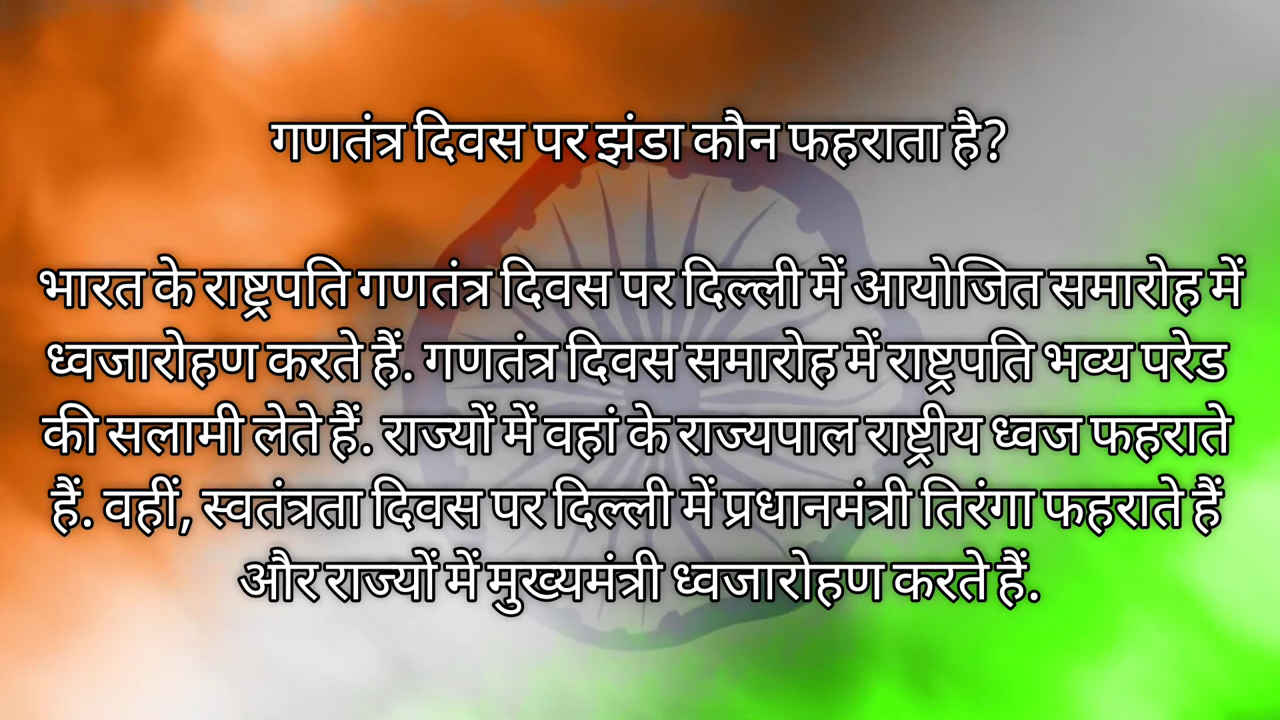 गणतंत्र दिवस पर झंडा कौन फहराता है?
भारत के राष्ट्रपति गणतंत्र दिवस पर दिल्ली में आयोजित समारोह में
ध्वजारोहण करते हैं. गणतंत्र दिवस समारोह में राष्ट्रपति भव्य परेड
की सलामी लेते हैं. राज्यों में वहां के राज्यपाल राष्ट्रीय ध्वज फहराते
हैं. वहीं, स्वतंत्रता दिवस पर दिल्ली में प्रधानमंत्री तिरंगा फहराते हैं
और राज्यों में मुख्यमंत्री ध्वजारोहण करते हैं.